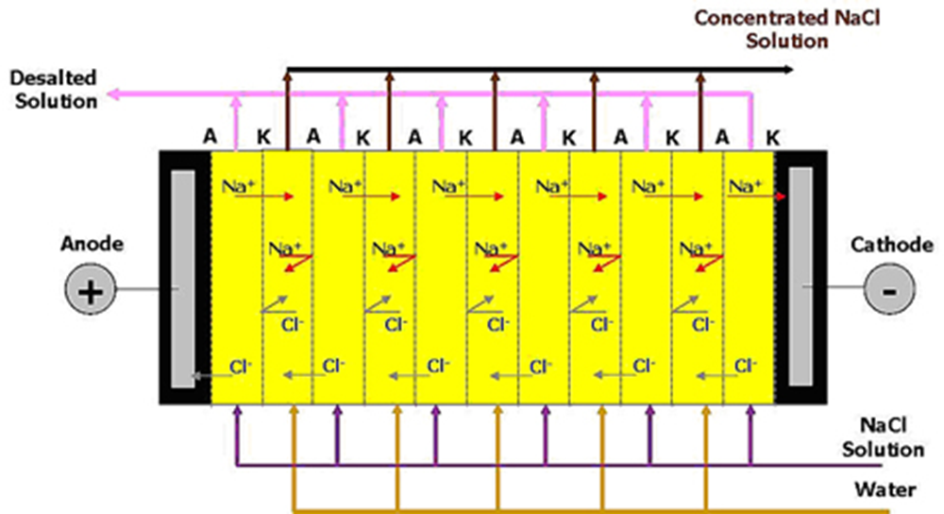 Concentrated NaCl
Solution
Desalted
Solution
A K A K A K A K A K A K
Na⁺ Na⁺ Na⁺ Na⁺ Na⁺ Na⁺
Anode
Cathode
Na⁺ Na⁺ Na⁺ Na⁺ Na⁺
+
-
Cl⁻ Cl⁻ Cl⁻ Cl⁻ Cl⁻
Cl⁻ Cl⁻ Cl⁻ Cl⁻ Cl⁻ Cl⁻
NaCl
Solution
Water